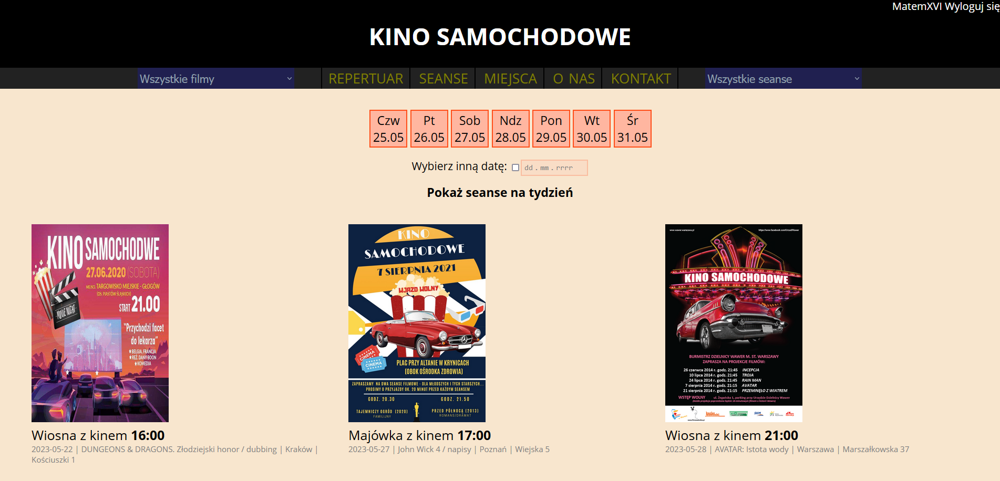 MatemXVI Wyloguj się
KINO SAMOCHODOWE
Wszystkie filmy
REPERTUAR SEANSE MIEJSCA O NAS KONTAKT
Wszystkie seanse
Czw Pt Sob Ndz Pon Wt Śr
25.05 26.05 27.05 28.05 29.05 30.05 31.05
Wybierz inną datę: dd.mm.rrrr
Pokaż seanse na tydzień
KINO SAMOCHODWE
27.06.2020 (SOBOTA)
MIEJSCE: TARGOWISKO MIEJSKIE - GŁOGÓW
(OS. PIASTÓW ŚLĄSKICH)
START 21.00
MOVIE NIGHT
"Przychodzi facet
do lekarza"
BELGIA, FRANCJA
REŻ. DANY BOON
KOMEDIA
Wiosna z kinem 16:00
2023-05-22 | DUNGEONS & DRAGONS. Złodziejski honor / dubbing | Kraków |
Kościuszki 1
KINO
SAMOCHODOWE
7 SIERPNIA 2021
WJAZD WOLNY
CINEMA
CINEMA
PLAC PRZY ALTANIE W KRYNICACH
(OBOK OŚRODKA ZDROWIA)
ZAPRASZAMY NA DWA SEANSE FILMOWE - DLA MŁODSZYCH I TYCH STARSZYCH...
PROSIMY O PRZYJAZDY OK. 20 MINUT PRZED KAŻDYM SEANSEM
GODZ. 20.30 GODZ. 21.50
TAJEMNICZY OGRÓD (2020) PRZED PÓŁNOCĄ (2013)
FAMILIJNY ROMANS/DRAMAT
Majówka z kinem 17:00
2023-05-27 | John Wick 4 / napisy | Poznań | Wiejska 5
www.wawer.warszawa.pl https://www.facebook.com/Urzad/Wawer
KINO SAMOCHODOWE
BURMISTRZ DZIELNICY WAWER M. ST. WARSZAWY
ZAPRASZA NA PROJEKCJE FILMÓW:
26 czerwca 2014 r. godz. 21:45 INCEPCJA
10 lipca 2014 r. godz. 21:45 TROJA
24 lipca 2014 r. godz. 21:45 RAIN MAN
7 sierpnia 2014 r. godz. 21:15 AVATAR
21 sierpnia 2014 r. godz. 21:15 PRZEMINĘŁO Z WIATREM
WSTĘP WOLNY ul. Żegańska 1, parking przy Urzędzie Dzielnicy Wawer
SKM
Wiosna z kinem 21:00
2023-05-28 | AVATAR: Istota wody | Warszawa | Marszałkowska 37